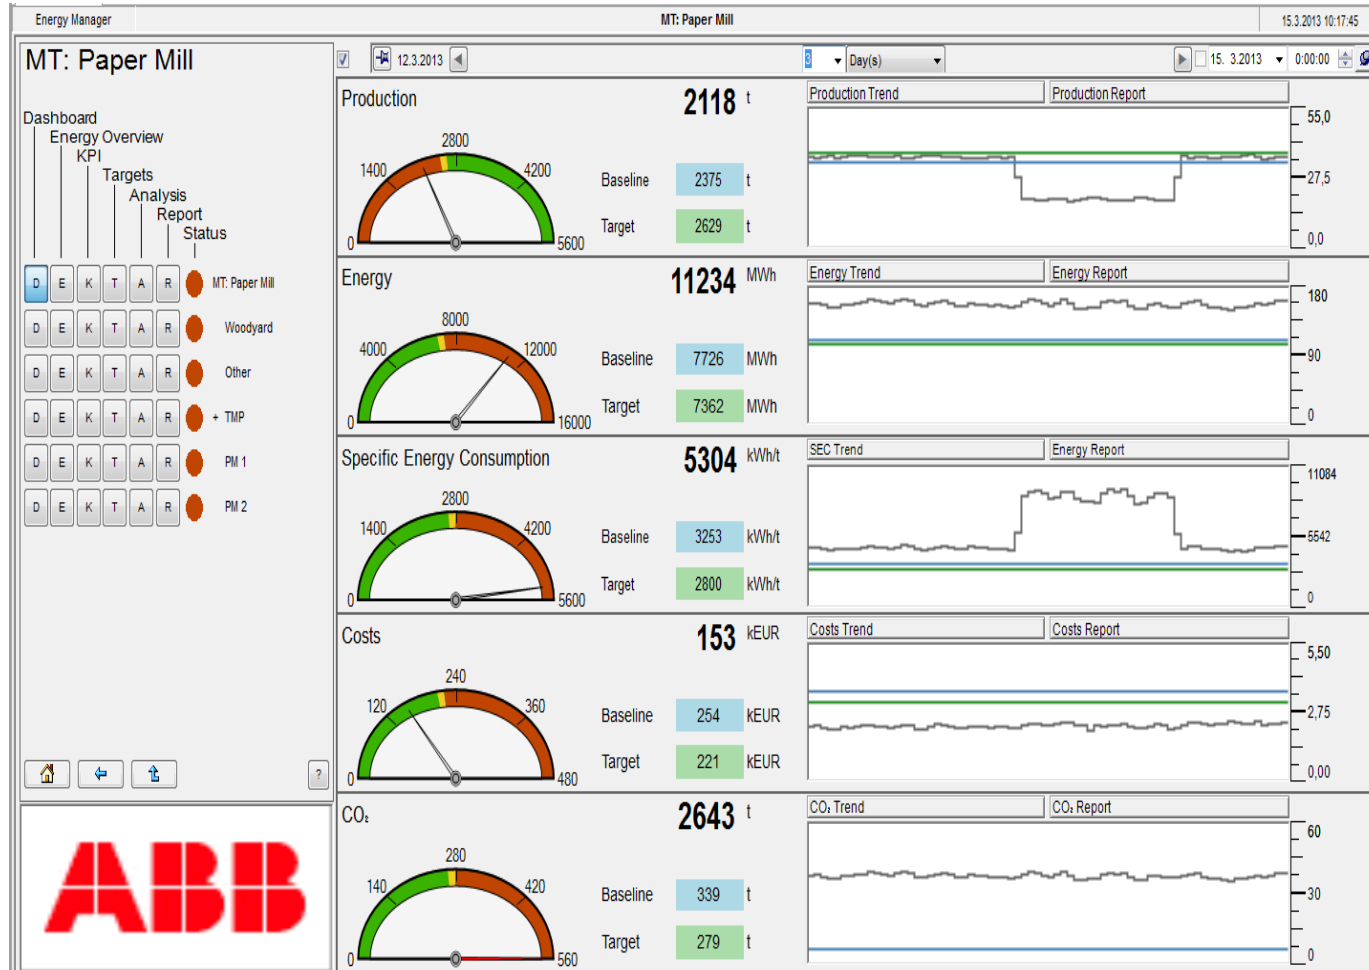 Energy Manager MT: Paper Mill 15.3.2013 10:17:45
MT: Paper Mill
12.3.2013 3 Day(s) 15. 3.2013 0:00:00
Dashboard
Energy Overview
KPI
Targets
Analysis
Report
Status
D E K T A R MT: Paper Mill
D E K T A R Woodyard
D E K T A R Other
D E K T A R + TMP
D E K T A R PM 1
D E K T A R PM 2
?
ABB
Production 2118 t
0 1400 2800 4200 5600
Baseline 2375 t
Target 2629 t
Production Trend Production Report
55,0
27,5
0,0
Energy 11234 MWh
0 4000 8000 12000 16000
Baseline 7726 MWh
Target 7362 MWh
Energy Trend Energy Report
180
90
0
Specific Energy Consumption 5304 kWh/t
0 1400 2800 4200 5600
Baseline 3253 kWh/t
Target 2800 kWh/t
SEC Trend Energy Report
11084
5542
0
Costs 153 kEUR
0 120 240 360 480
Baseline 254 kEUR
Target 221 kEUR
Costs Trend Costs Report
5,50
2,75
0,00
CO₂ 2643 t
0 140 280 420 560
Baseline 339 t
Target 279 t
CO₂ Trend CO₂ Report
60
30
0